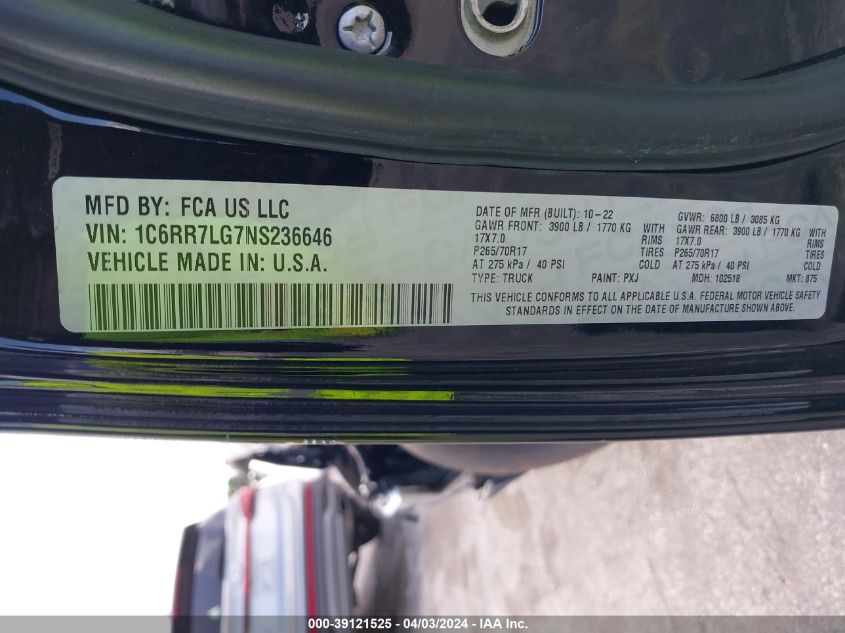 MFD BY: FCA US LLC
VIN: 1C6RR7LG7NS236646
VEHICLE MADE IN: U.S.A.
DATE OF MFR (BUILT): 10-22 GVWR: 6800 LB / 3085 KG
GAWR FRONT: 3900 LB / 1770 KG WITH GAWR REAR: 3900 LB / 1770 KG WITH
17X7.0 RIMS 17X7.0 RIMS
P265/70R17 TIRES P265/70R17 TIRES
AT 275 kPa / 40 PSI COLD AT 275 kPa / 40 PSI COLD
TYPE: TRUCK PAINT: PXJ MDH: 102518 MKT: 875
THIS VEHICLE CONFORMS TO ALL APPLICABLE U.S.A. FEDERAL MOTOR VEHICLE SAFETY
STANDARDS IN EFFECT ON THE DATE OF MANUFACTURE SHOWN ABOVE.
000-39121525 - 04/03/2024 - IAA Inc.